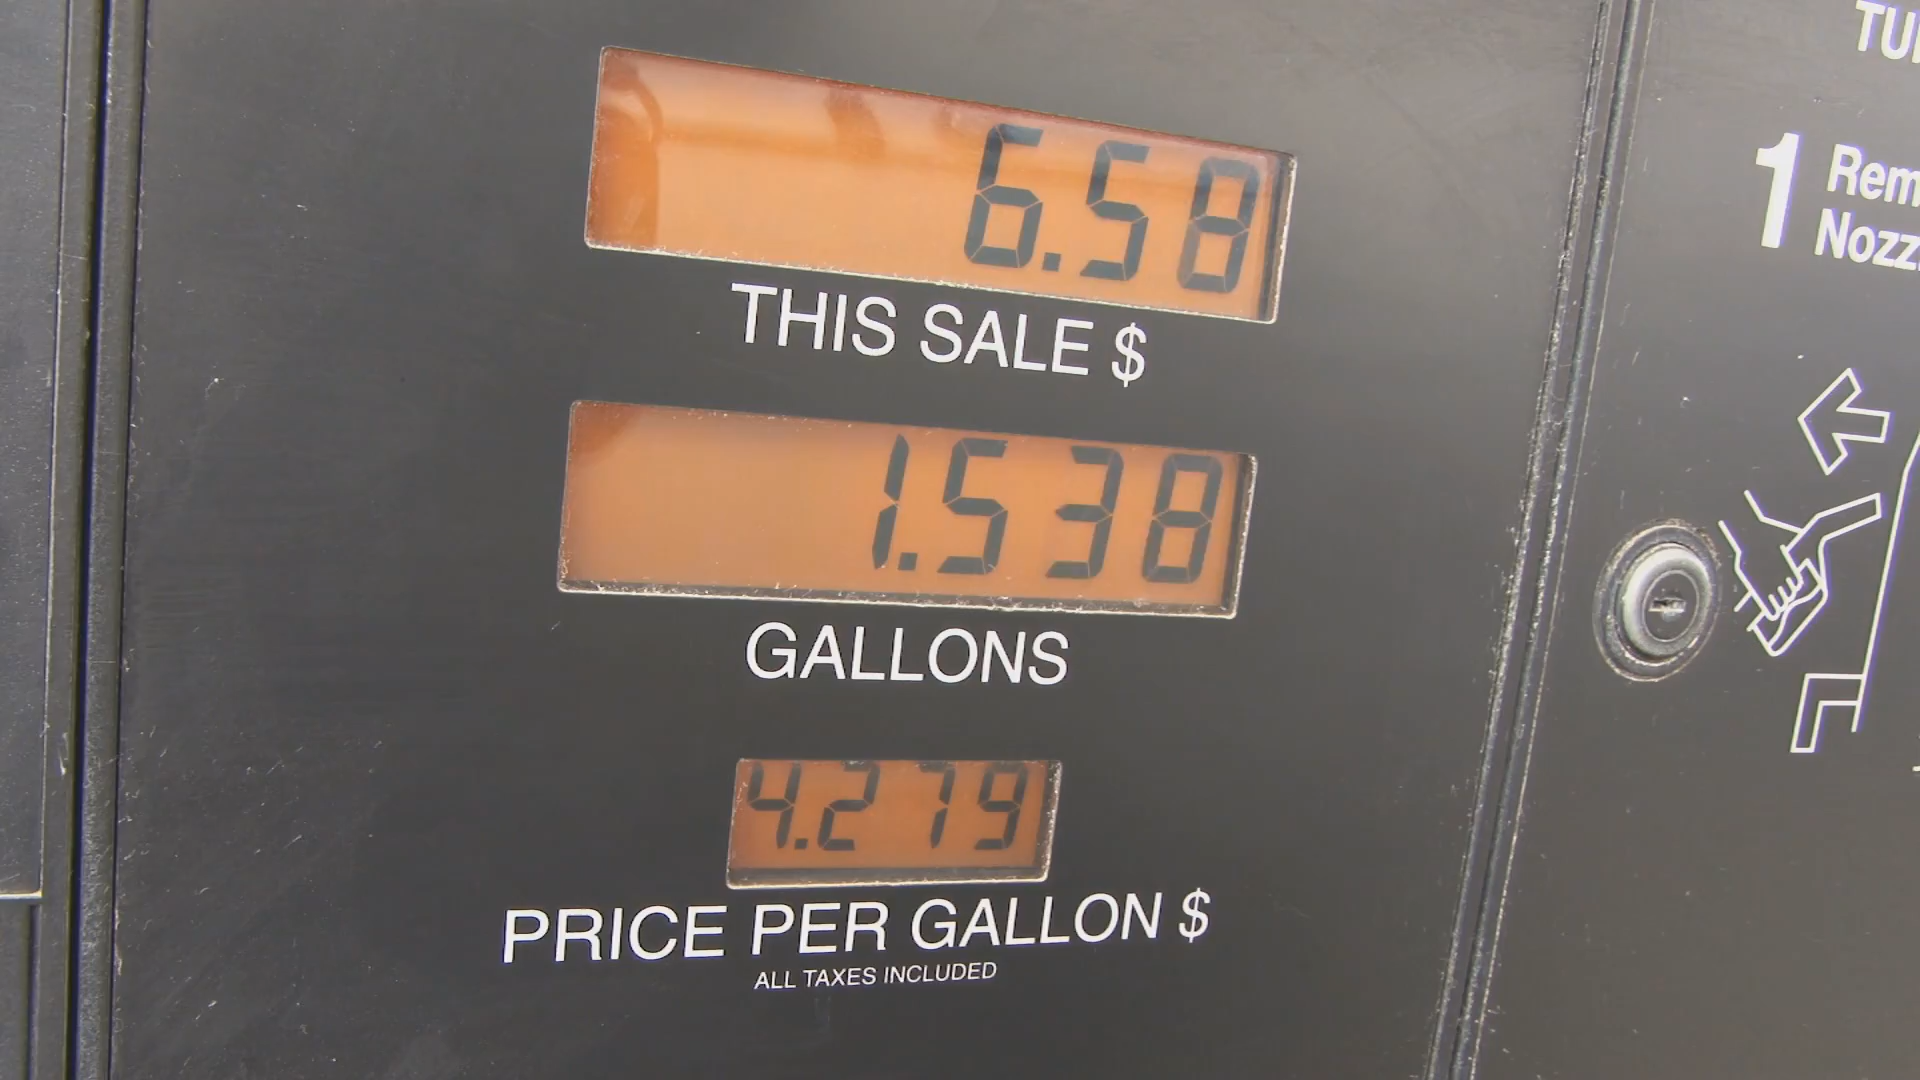 6.58
THIS SALE $
1.538
GALLONS
4.279
PRICE PER GALLON $
ALL TAXES INCLUDED
1